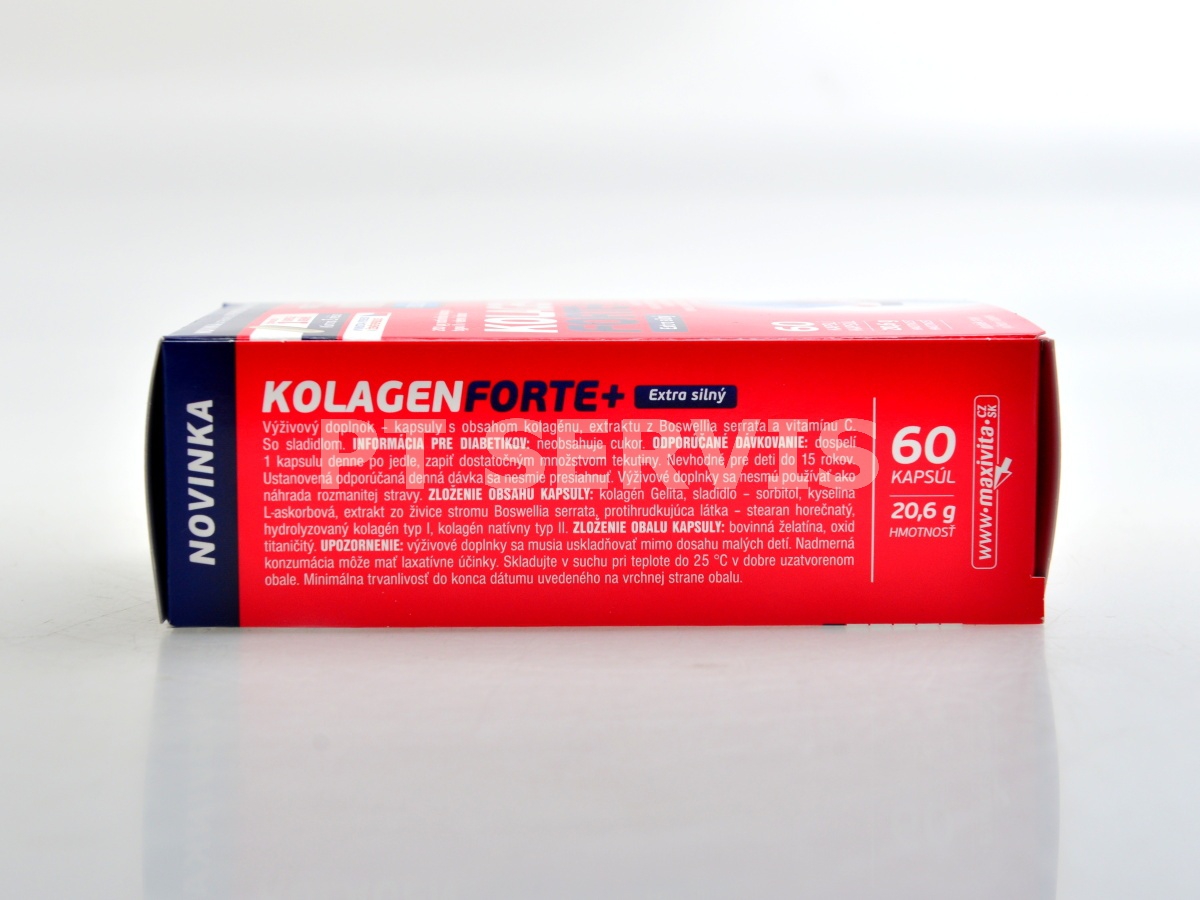 NOVINKA
KOLAGENFORTE+ Extra silný
Výživový doplnok – kapsuly s obsahom kolagénu, extraktu z Boswellia serrata a vitamínu C.
So sladidlom. INFORMÁCIA PRE DIABETIKOV: neobsahuje cukor. ODPORÚČANÉ DÁVKOVANIE: dospelí
1 kapsulu denne po jedle, zapiť dostatočným množstvom tekutiny. Nevhodné pre deti do 15 rokov.
Ustanovená odporúčaná denná dávka sa nesmie presiahnuť. Výživové doplnky sa nesmú používať ako
náhrada rozmanitej stravy. ZLOŽENIE OBSAHU KAPSULY: kolagén Gelita, sladidlo – sorbitol, kyselina
L-askorbová, extrakt zo živice stromu Boswellia serrata, protihrudkujúca látka – stearan horečnatý,
hydrolyzovaný kolagén typ I, kolagén natívny typ II. ZLOŽENIE OBALU KAPSULY: bovinná želatína, oxid
titaničitý. UPOZORNENIE: výživové doplnky sa musia uskladňovať mimo dosahu malých detí. Nadmerná
konzumácia môže mať laxatívne účinky. Skladujte v suchu pri teplote do 25 °C v dobre uzatvorenom
obale. Minimálna trvanlivosť do konca dátumu uvedeného na vrchnej strane obalu.
60
KAPSÚL
20,6 g
HMOTNOSŤ
www.maxivita.cz
sk
PT SERVIS